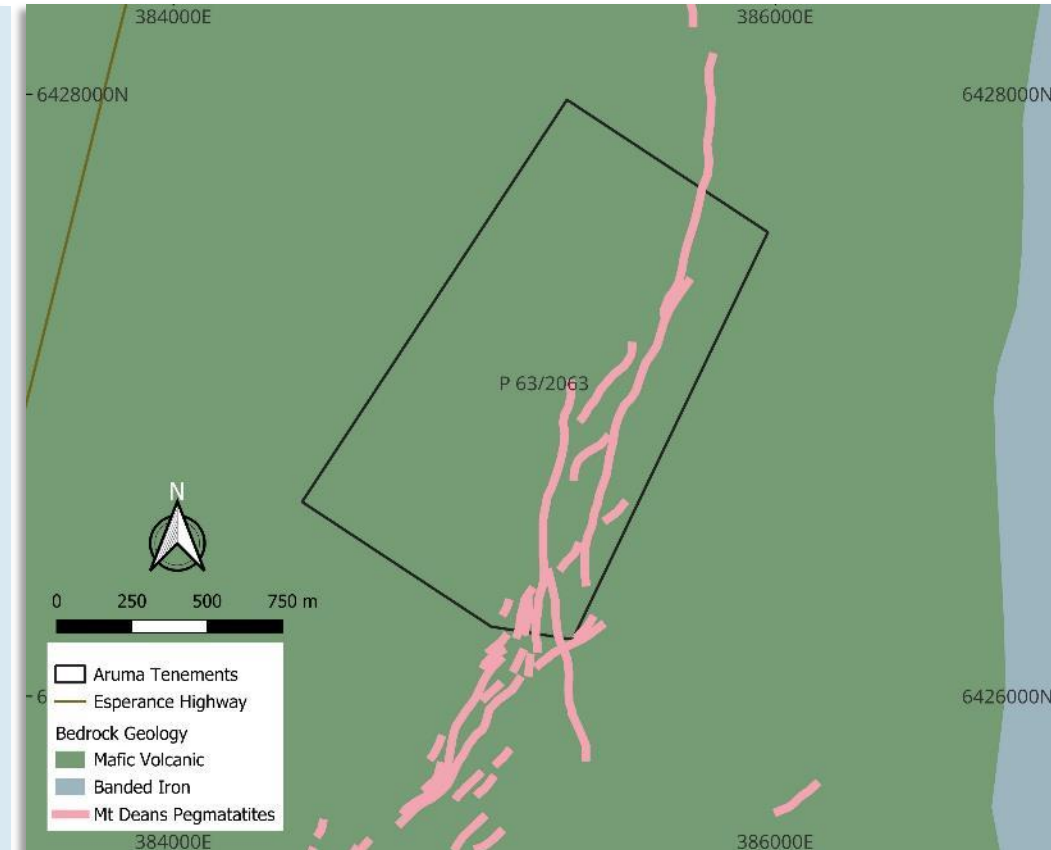 384000E 386000E
6428000N 6428000N
P 63/2063
N
0 250 500 750 m
Aruma Tenements
6 6426000N
Esperance Highway
Bedrock Geology
Mafic Volcanic
Banded Iron
Mt Deans Pegmatatites
384000E 386000E